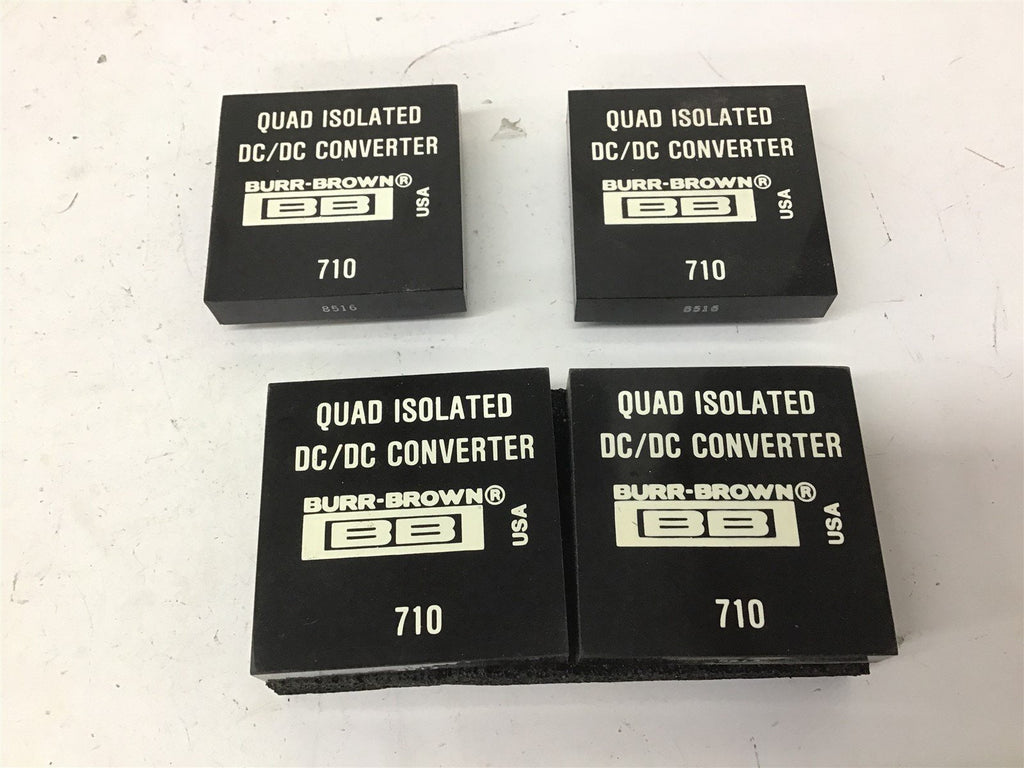 QUAD ISOLATED
DC/DC CONVERTER
BURR-BROWN®
BB
USA
710
8516
QUAD ISOLATED
DC/DC CONVERTER
BURR-BROWN®
BB
USA
710
8516
QUAD ISOLATED
DC/DC CONVERTER
BURR-BROWN®
BB
USA
710
QUAD ISOLATED
DC/DC CONVERTER
BURR-BROWN®
BB
USA
710